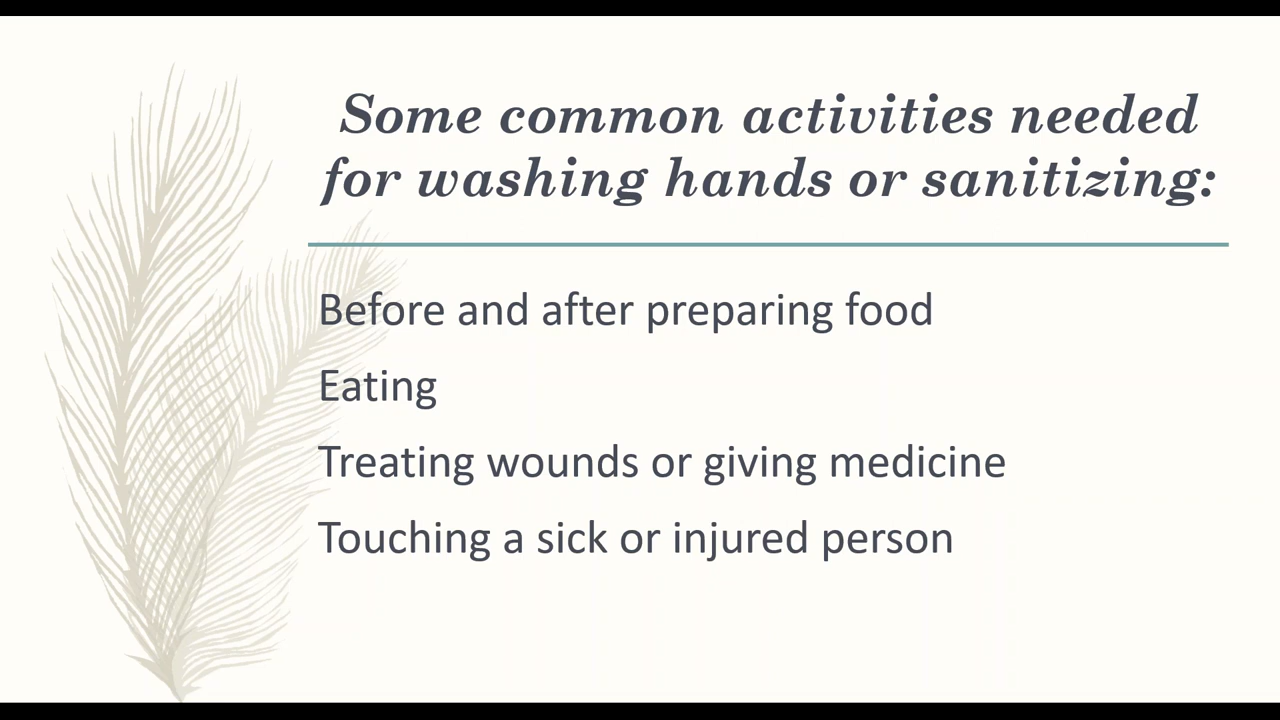 Some common activities needed
for washing hands or sanitizing:
Before and after preparing food
Eating
Treating wounds or giving medicine
Touching a sick or injured person